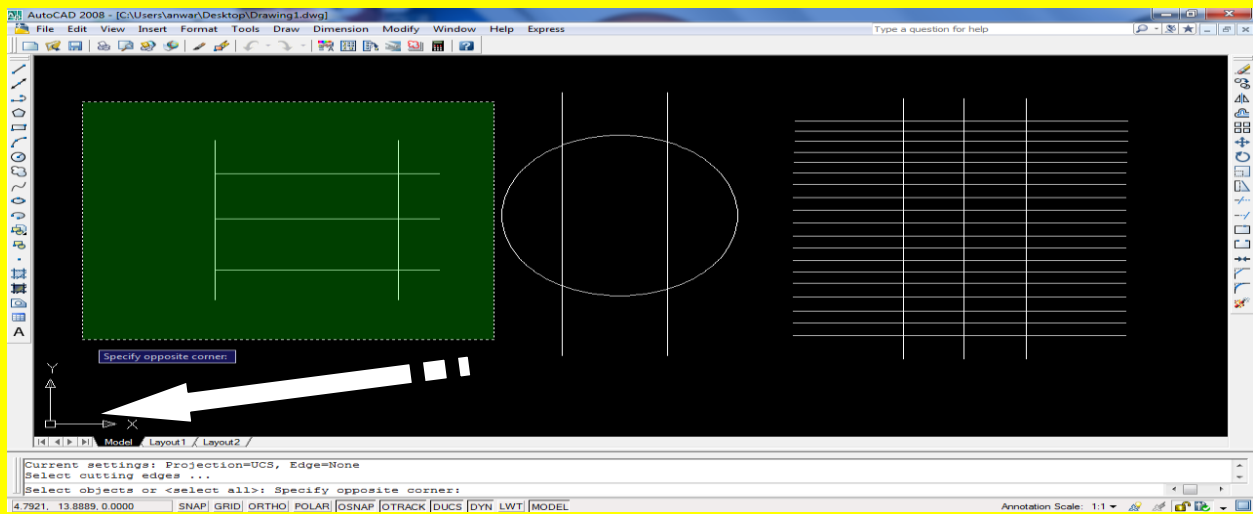 AutoCAD 2008 - [C:\Users\anwar\Desktop\Drawing1.dwg]
File Edit View Insert Format Tools Draw Dimension Modify Window Help Express
Type a question for help
A
Specify opposite corner:
Y
X
Model Layout1 Layout2
Current settings: Projection=UCS, Edge=None
Select cutting edges ...
Select objects or <select all>: Specify opposite corner:
4.7921, 13.8889, 0.0000 SNAP GRID ORTHO POLAR OSNAP OTRACK DUCS DYN LWT MODEL Annotation Scale: 1:1